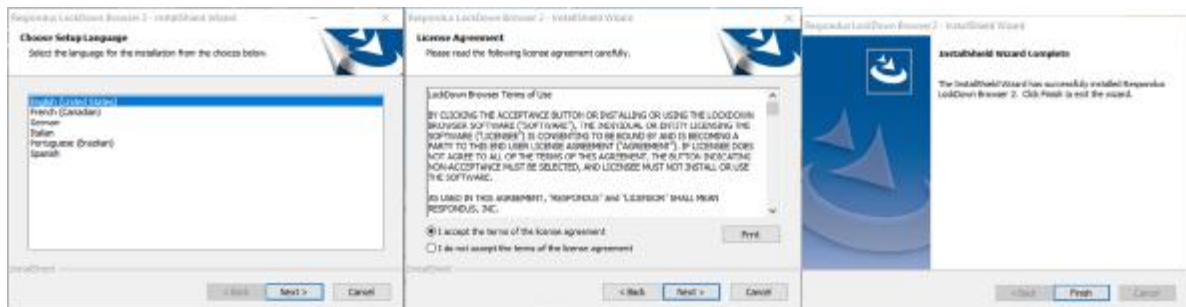 Respondus LockDown Browser 2 - InstallShield Wizard
Choose Setup Language
Select the language for the installation from the choices below.
English (United States)
French (Canadian)
German
Italian
Portuguese (Brazilian)
Spanish
InstallShield
< Back
Next >
Cancel
Respondus LockDown Browser 2 - InstallShield Wizard
License Agreement
Please read the following license agreement carefully.
LockDown Browser Terms of Use
BY CLICKING THE ACCEPTANCE BUTTON OR INSTALLING OR USING THE LOCKDOWN
BROWSER SOFTWARE ("SOFTWARE"), THE INDIVIDUAL OR ENTITY LICENSING THE
SOFTWARE ("LICENSEE") IS CONSENTING TO BE BOUND BY AND IS BECOMING A
PARTY TO THIS END USER LICENSE AGREEMENT ("AGREEMENT"). IF LICENSEE DOES
NOT AGREE TO ALL OF THE TERMS OF THIS AGREEMENT, THE BUTTON INDICATING
NON-ACCEPTANCE MUST BE SELECTED, AND LICENSEE MUST NOT INSTALL OR USE
THE SOFTWARE.
AS USED IN THIS AGREEMENT, "RESPONDUS" and "LICENSOR" SHALL MEAN
RESPONDUS, INC.
I accept the terms of the license agreement
Print
I do not accept the terms of the license agreement
InstallShield
< Back
Next >
Cancel
Respondus LockDown Browser 2 - InstallShield Wizard
InstallShield Wizard Complete
The InstallShield Wizard has successfully installed Respondus
LockDown Browser 2. Click Finish to exit the wizard.
< Back
Finish
Cancel